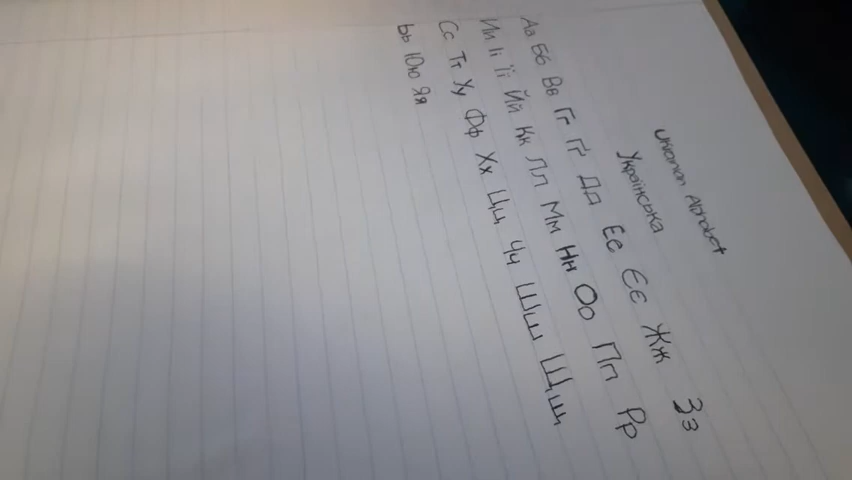 Alphabet
Українська
Аа Бб Вв Гг Ґґ Дд Ее Єє Жж Зз
Ии Іі Її Йй Кк Лл Мм Нн Оо Пп Рр
Сс Тт Уу Фф Хх Цц Чч Шш Щщ
Ьь Юю Яя